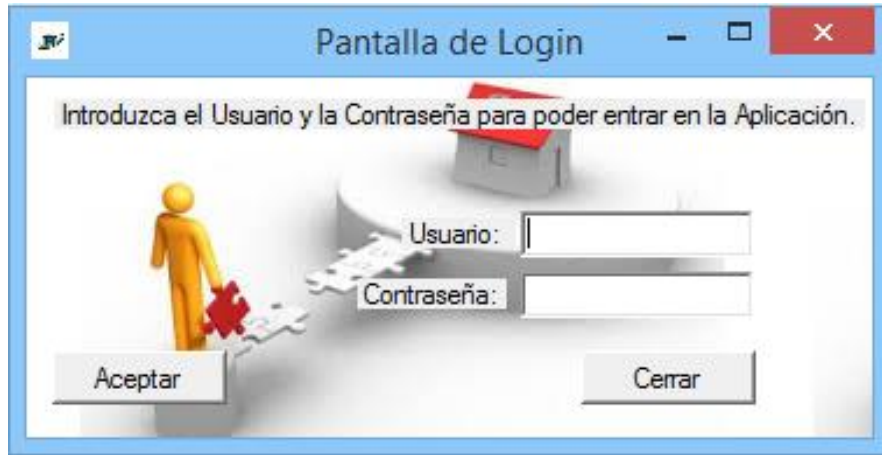 Pantalla de Login
Introduzca el Usuario y la Contraseña para poder entrar en la Aplicación.
Usuario:
Contraseña:
Aceptar
Cerrar